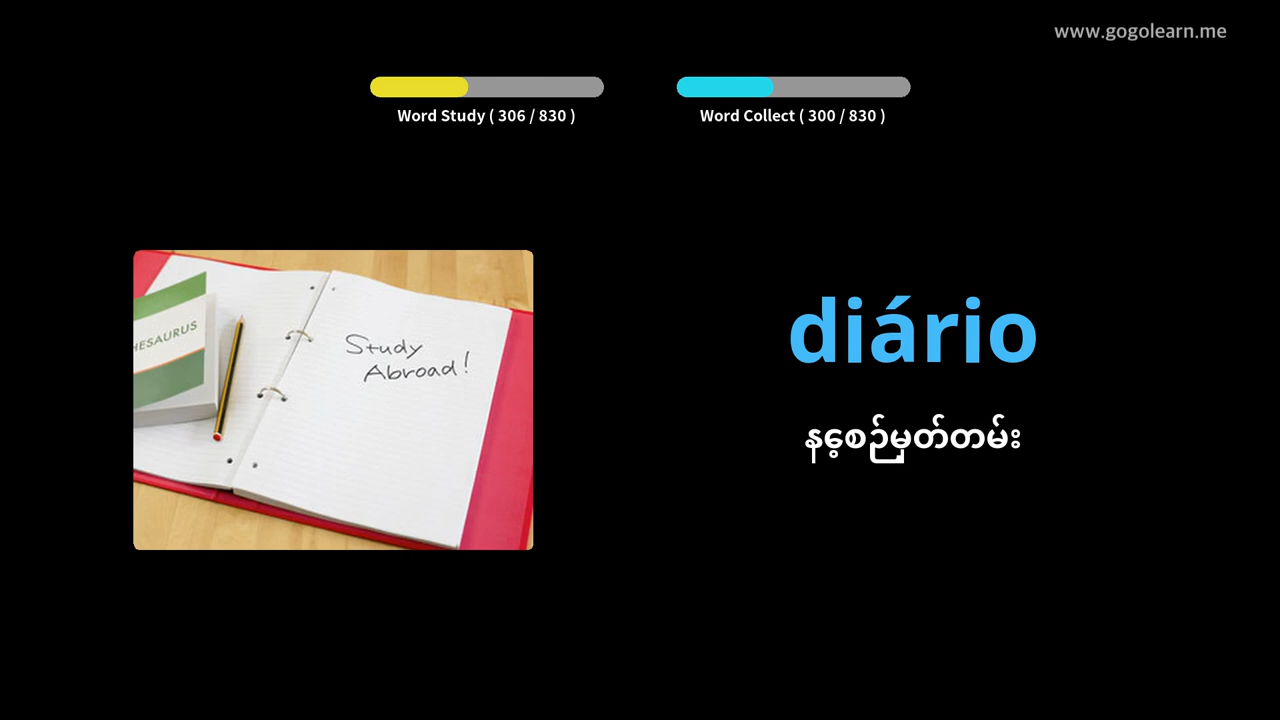 www.gogolearn.me
Word Study ( 306 / 830 )
Word Collect ( 300 / 830 )
HESAURUS
Study
Abroad!
diário
နေ့စဉ်မှတ်တမ်း